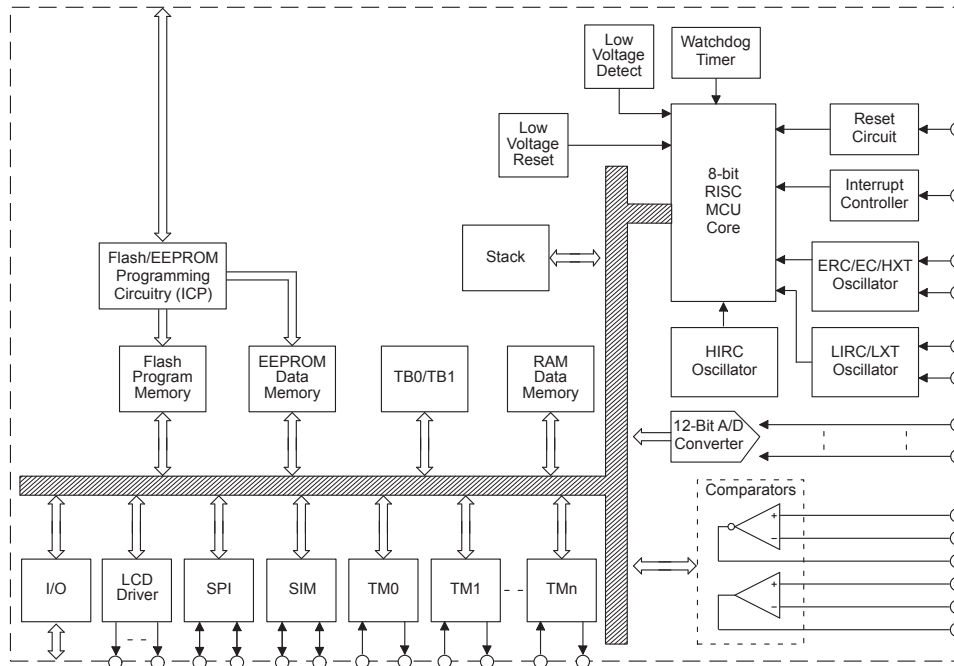 Low
Voltage
Detect
Watchdog
Timer
Low
Voltage
Reset
8-bit
RISC
MCU
Core
Reset
Circuit
Interrupt
Controller
Flash/EEPROM
Programming
Circuitry (ICP)
Stack
ERC/EC/HXT
Oscillator
HIRC
Oscillator
LIRC/LXT
Oscillator
Flash
Program
Memory
EEPROM
Data
Memory
TB0/TB1
RAM
Data
Memory
12-Bit A/D
Converter
Comparators
+
−
+
−
I/O
LCD
Driver
SPI
SIM
TM0
TM1
TMn